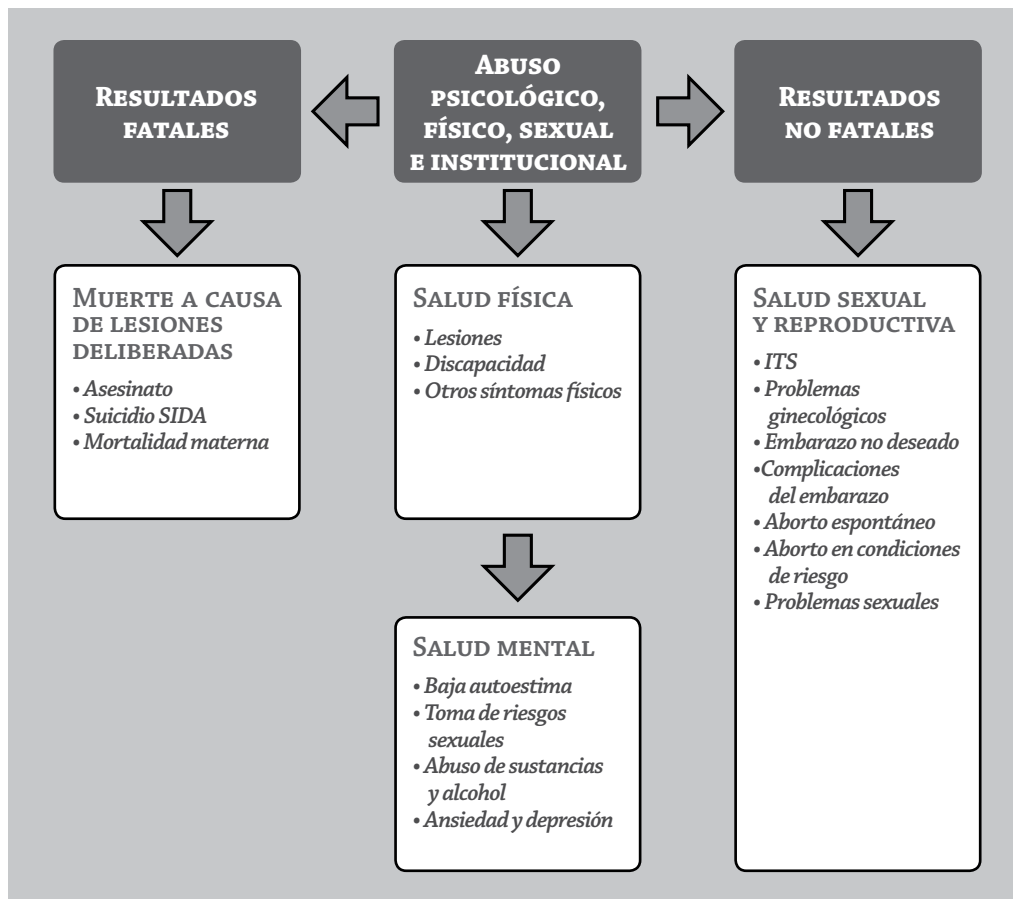 RESULTADOS
FATALES
ABUSO
PSICOLÓGICO,
FÍSICO, SEXUAL
E INSTITUCIONAL
RESULTADOS
NO FATALES
MUERTE A CAUSA
DE LESIONES
DELIBERADAS
• Asesinato
• Suicidio SIDA
• Mortalidad materna
SALUD FÍSICA
• Lesiones
• Discapacidad
• Otros síntomas físicos
SALUD MENTAL
• Baja autoestima
• Toma de riesgos
sexuales
• Abuso de sustancias
y alcohol
• Ansiedad y depresión
SALUD SEXUAL
Y REPRODUCTIVA
• ITS
• Problemas
ginecológicos
• Embarazo no deseado
•Complicaciones
del embarazo
• Aborto espontáneo
• Aborto en condiciones
de riesgo
• Problemas sexuales